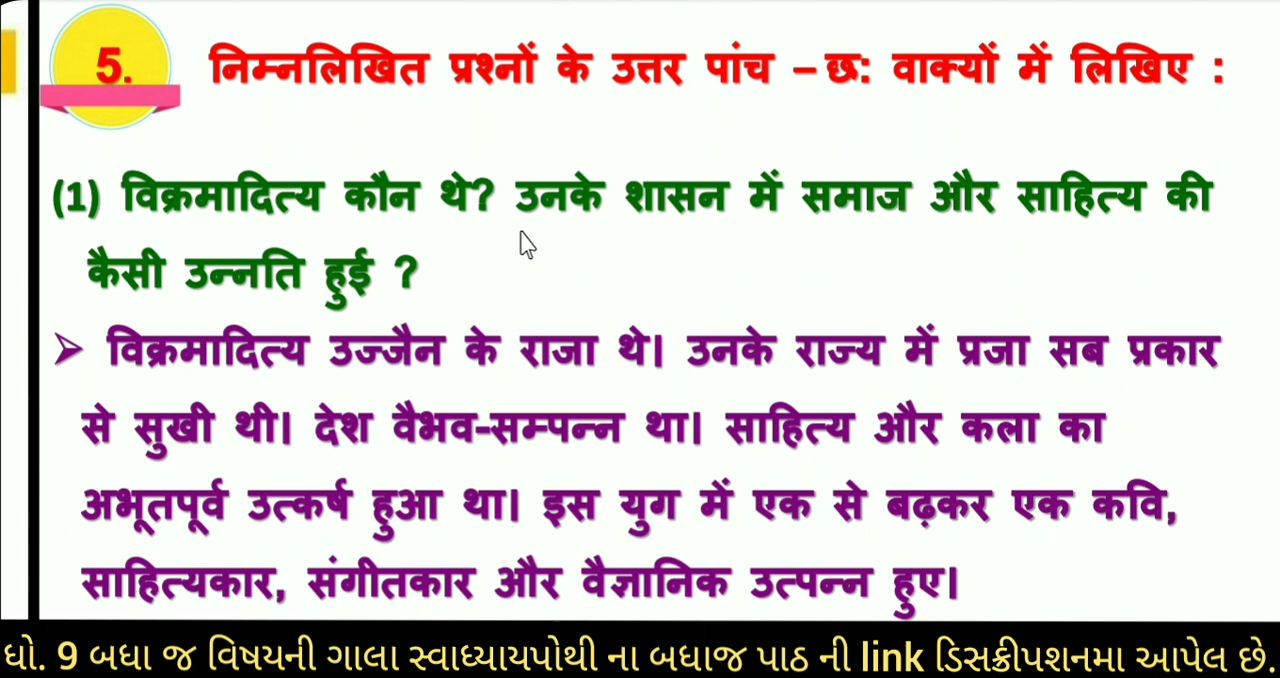 5. निम्नलिखित प्रश्नों के उत्तर पांच – छ: वाक्यों में लिखिए :
(1) विक्रमादित्य कौन थे? उनके शासन में समाज और साहित्य की
कैसी उन्नति हुई ?
➢ विक्रमादित्य उज्जैन के राजा थे। उनके राज्य में प्रजा सब प्रकार
से सुखी थी। देश वैभव-सम्पन्न था। साहित्य और कला का
अभूतपूर्व उत्कर्ष हुआ था। इस युग में एक से बढ़कर एक कवि,
साहित्यकार, संगीतकार और वैज्ञानिक उत्पन्न हुए।
ધો. 9 બધા જ વિષયની ગાલા સ્વાધ્યાયપોથી ના બધાજ પાઠ ની link ડિસક્રીપશનમા આપેલ છે.